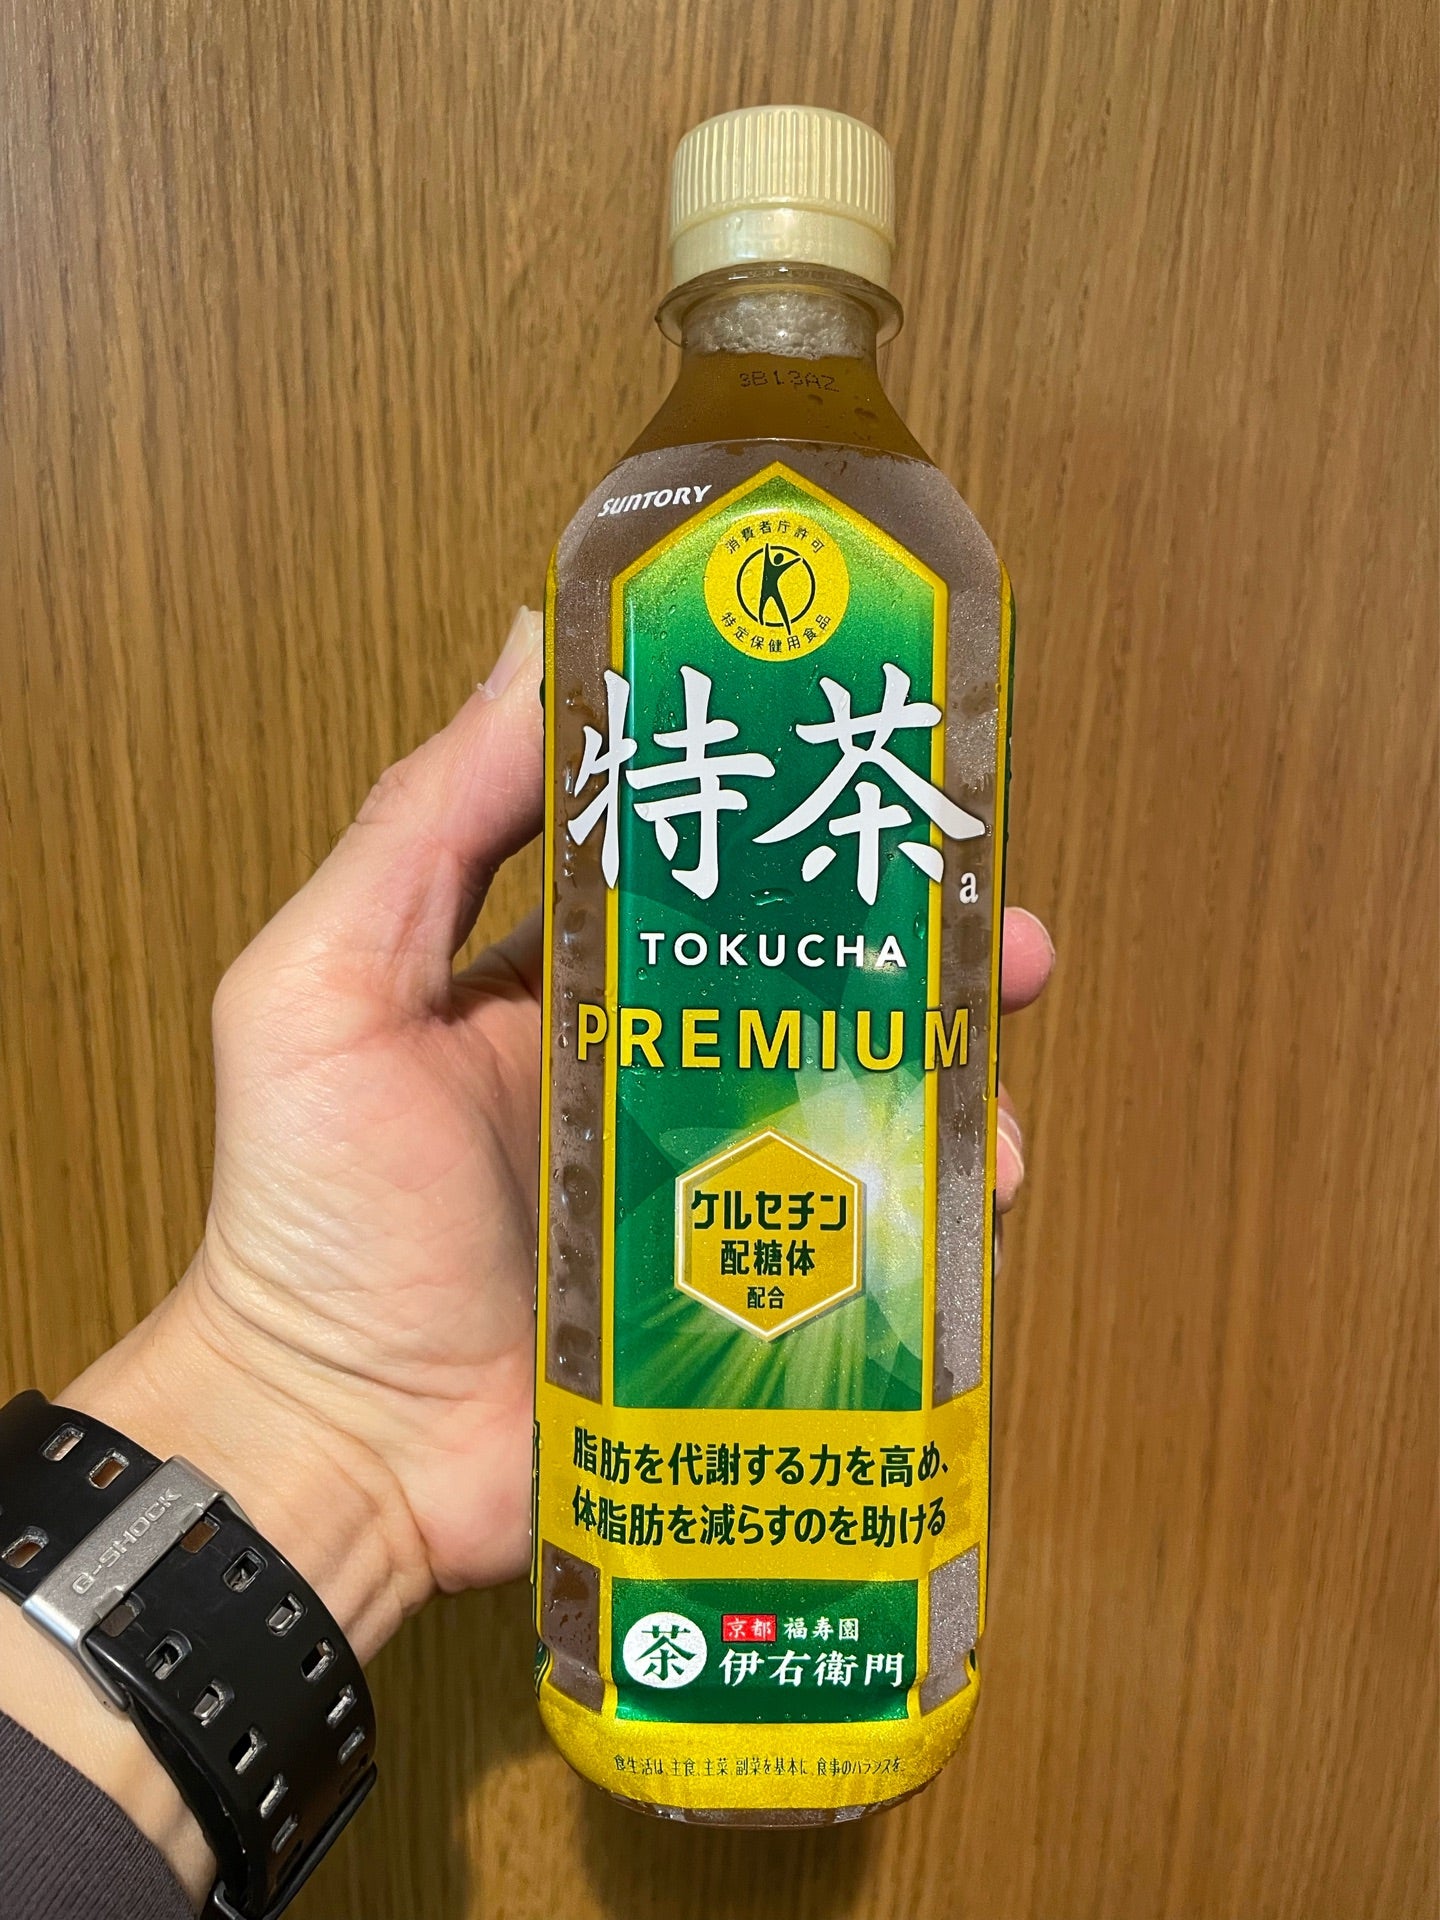 3B13AZ
SUNTORY
消費者庁許可
特定保健用食品
特茶a
TOKUCHA
PREMIUM
ケルセチン
配糖体
配合
脂肪を代謝する力を高め、
体脂肪を減らすのを助ける
茶
京都 福寿園
伊右衛門
食生活は、主食、主菜、副菜を基本に、食事のバランスを。
G-SHOCK